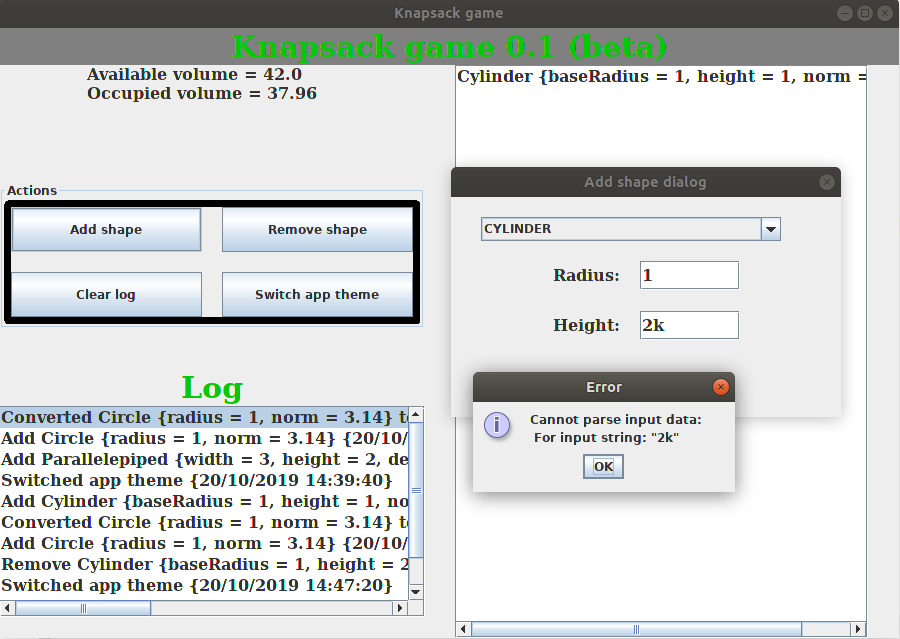 Knapsack game
Knapsack game 0.1 (beta)
Available volume = 42.0
Occupied volume = 37.96
Cylinder {baseRadius = 1, height = 1, norm =
Actions
Add shape
Remove shape
Clear log
Switch app theme
Add shape dialog
CYLINDER
Radius: 1
Height: 2k
Error
Cannot parse input data:
For input string: "2k"
OK
Log
Converted Circle {radius = 1, norm = 3.14} to
Add Circle {radius = 1, norm = 3.14} {20/10/
Add Parallelepiped {width = 3, height = 2, de
Switched app theme {20/10/2019 14:39:40}
Add Cylinder {baseRadius = 1, height = 1, no
Converted Circle {radius = 1, norm = 3.14} to
Add Circle {radius = 1, norm = 3.14} {20/10/
Remove Cylinder {baseRadius = 1, height = 2
Switched app theme {20/10/2019 14:47:20}